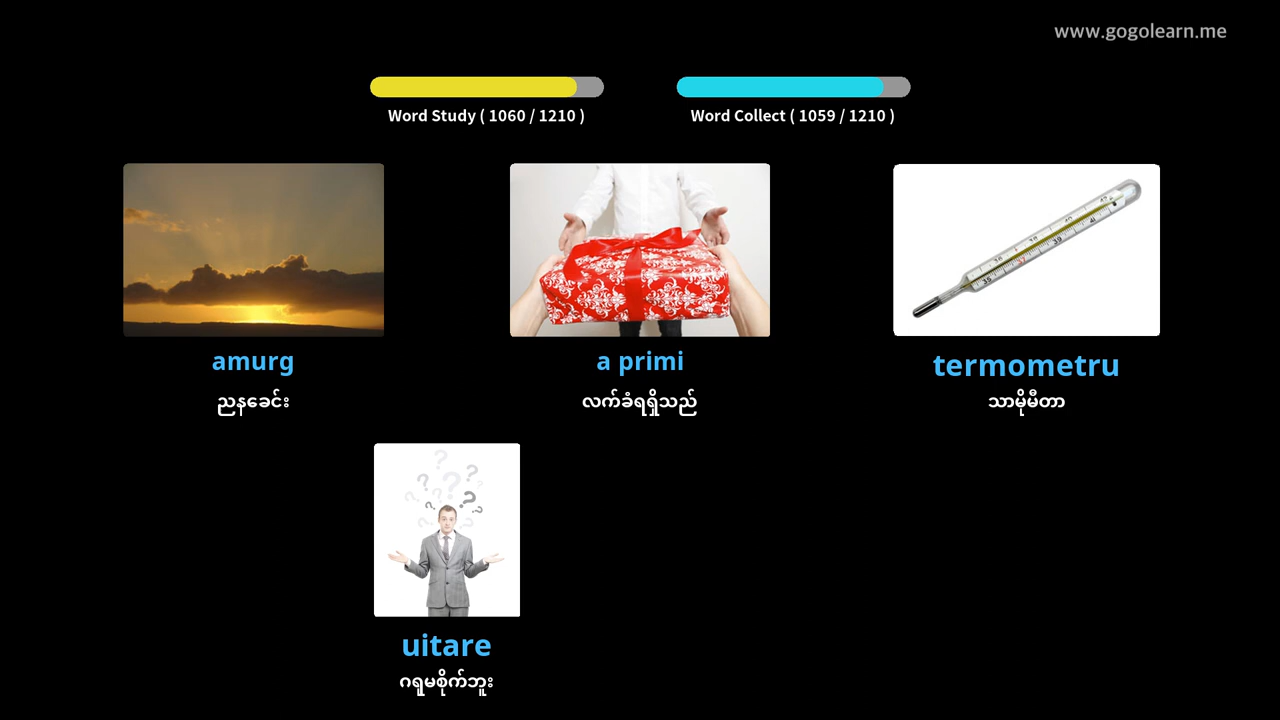 www.gogolearn.me
Word Study ( 1060 / 1210 )
Word Collect ( 1059 / 1210 )
amurg
ညနေခင်း
a primi
လက်ခံရရှိသည်
termometru
သာမိုမီတာ
uitare
ဂရုမစိုက်ဘူး